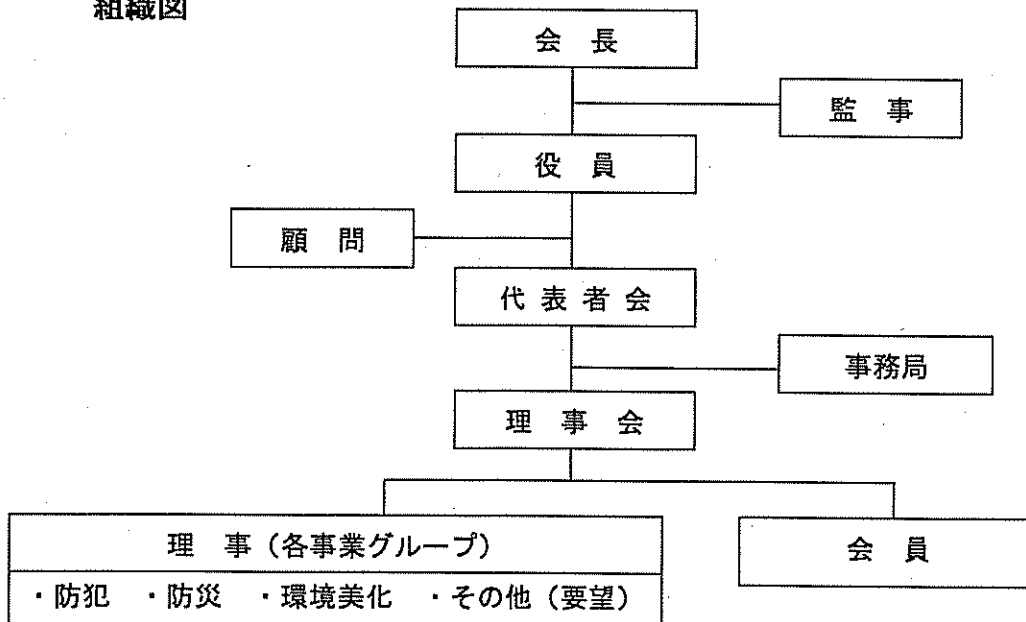 組織図
会 長
監 事
役 員
顧 問
代 表 者 会
事務局
理 事 会
理 事（各事業グループ）
会 員
・防犯 ・防災 ・環境美化 ・その他（要望）